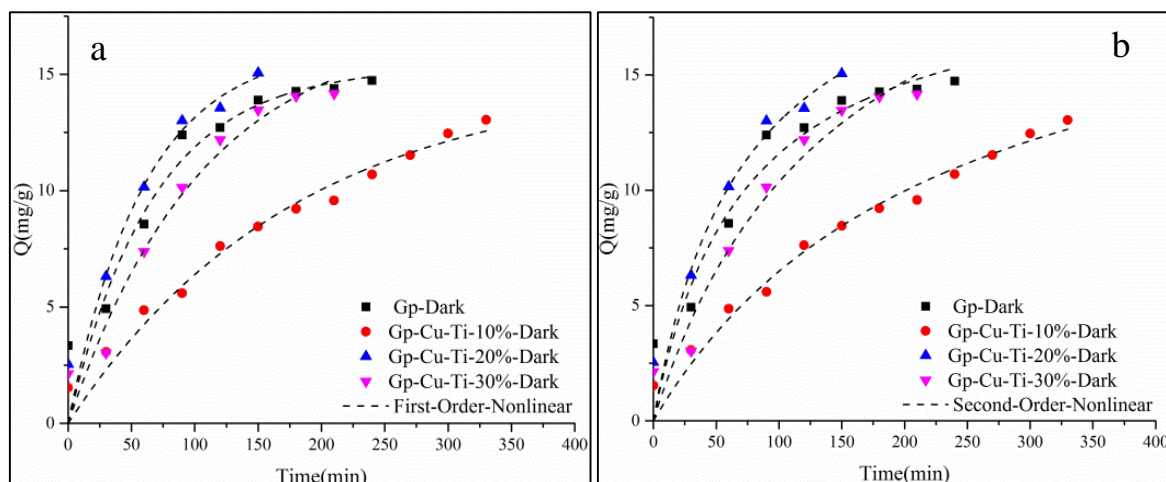 a
Q(mg/g)
15
10
5
0
Gp-Dark
Gp-Cu-Ti-10%-Dark
Gp-Cu-Ti-20%-Dark
Gp-Cu-Ti-30%-Dark
First-Order-Nonlinear
0 50 100 150 200 250 300 350 400
Time(min)
b
Q(mg/g)
15
10
5
0
Gp-Dark
Gp-Cu-Ti-10%-Dark
Gp-Cu-Ti-20%-Dark
Gp-Cu-Ti-30%-Dark
Second-Order-Nonlinear
0 50 100 150 200 250 300 350 400
Time(min)